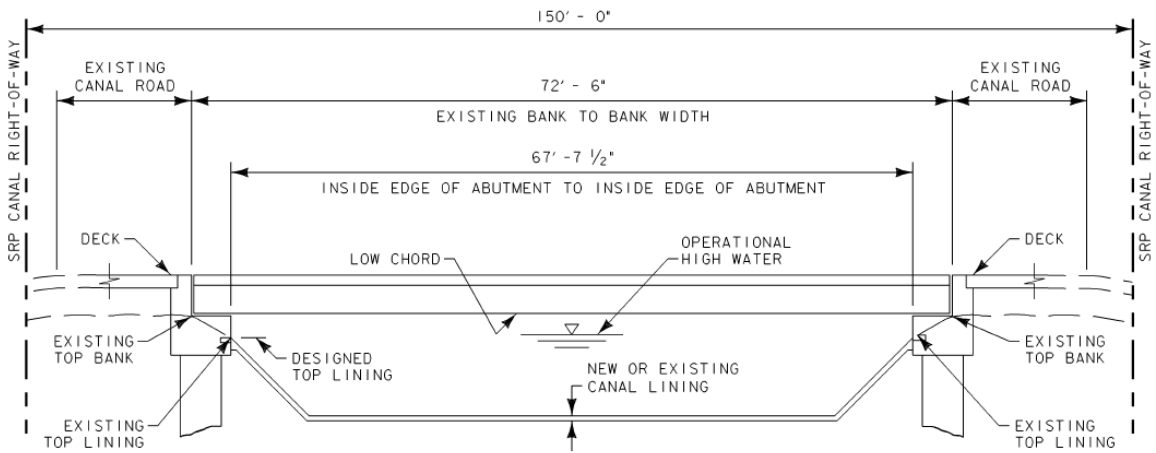 150' - 0"
SRP CANAL RIGHT-OF-WAY
EXISTING
CANAL ROAD
72' - 6"
EXISTING BANK TO BANK WIDTH
EXISTING
CANAL ROAD
SRP CANAL RIGHT-OF-WAY
67' -7 1/2"
INSIDE EDGE OF ABUTMENT TO INSIDE EDGE OF ABUTMENT
DECK
LOW CHORD
OPERATIONAL
HIGH WATER
DECK
EXISTING
TOP BANK
DESIGNED
TOP LINING
NEW OR EXISTING
CANAL LINING
EXISTING
TOP BANK
EXISTING
TOP LINING
EXISTING
TOP LINING